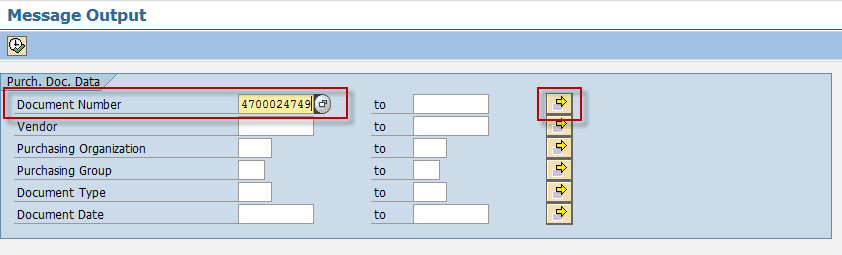 Message Output
Purch. Doc. Data
Document Number 4700024749 to
Vendor to
Purchasing Organization to
Purchasing Group to
Document Type to
Document Date to